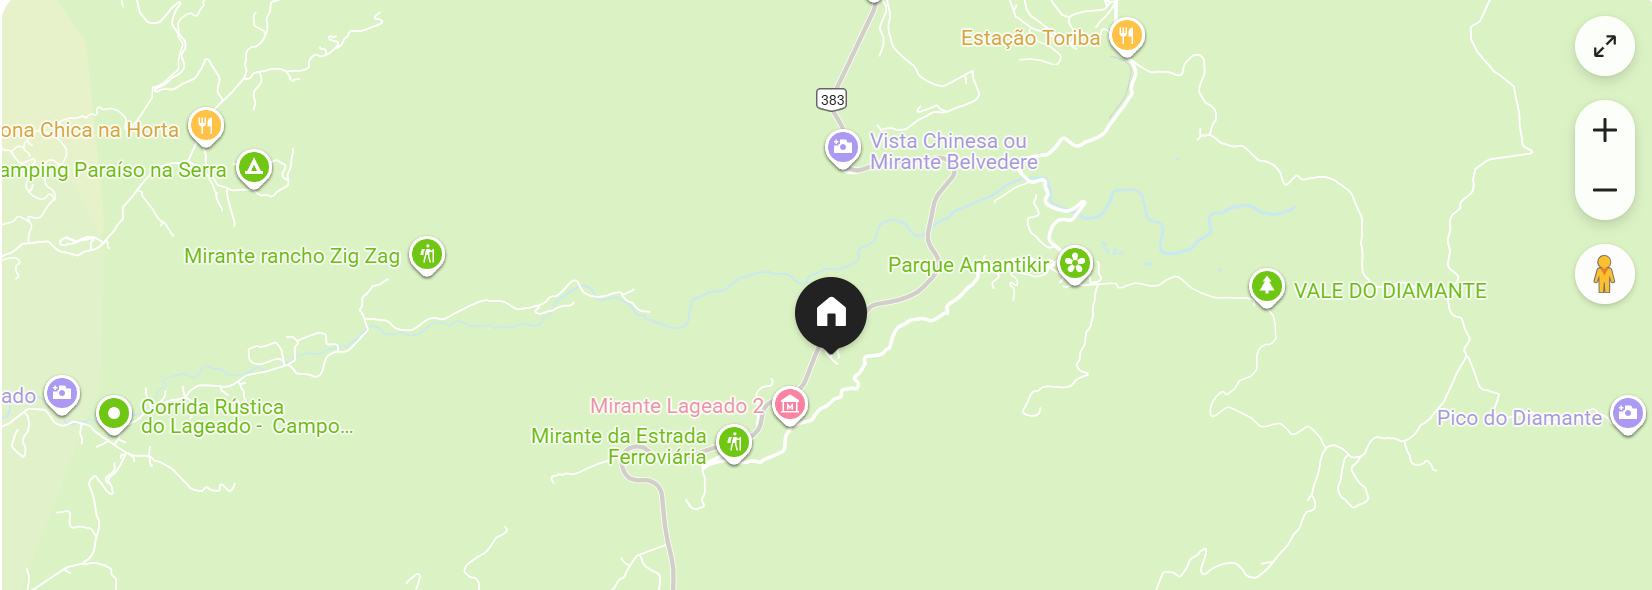 Estação Toriba
383
ona Chica na Horta
Vista Chinesa ou
Mirante Belvedere
amping Paraíso na Serra
Mirante rancho Zig Zag
Parque Amantikir
VALE DO DIAMANTE
ado
Corrida Rústica
do Lageado - Campo...
Mirante Lageado 2
Pico do Diamante
Mirante da Estrada
Ferroviária